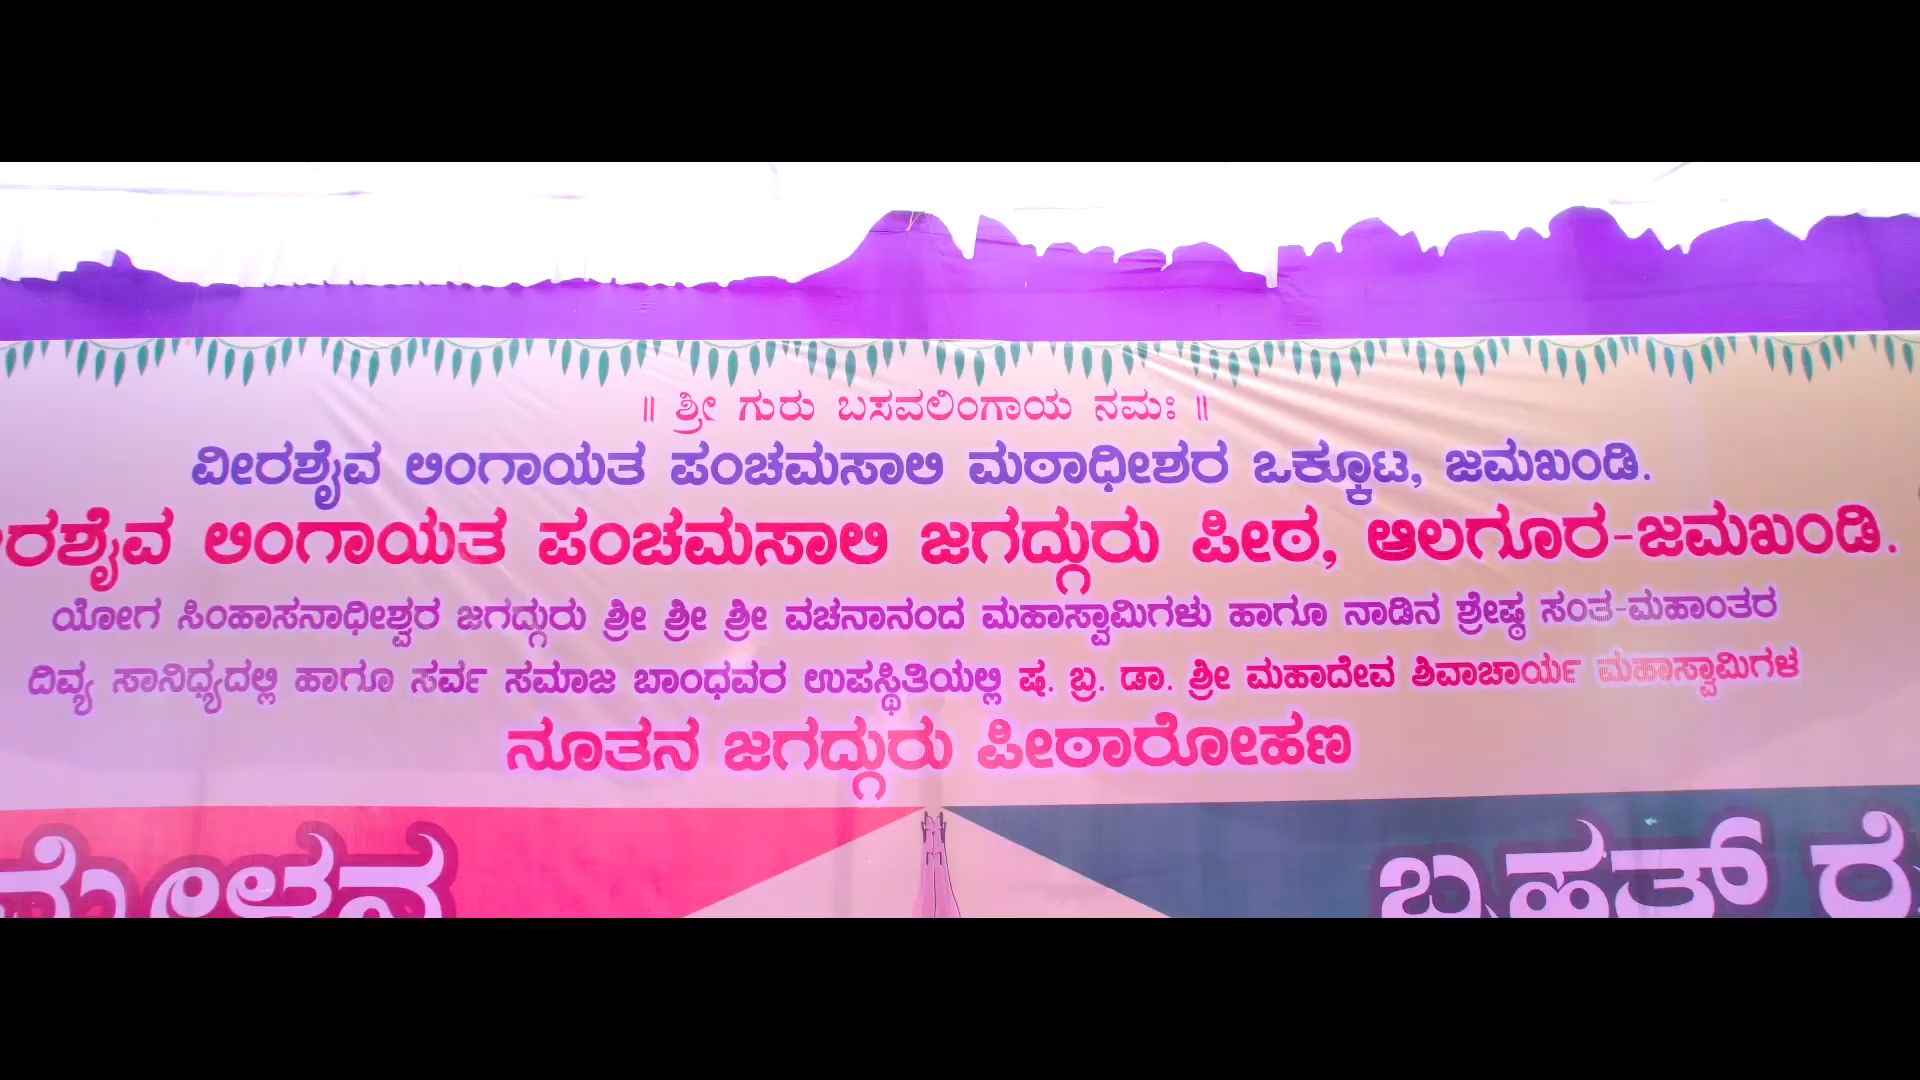 ॥ ಶ್ರೀ ಗುರು ಬಸವಲಿಂಗಾಯ ನಮಃ ॥
ವೀರಶೈವ ಲಿಂಗಾಯತ ಪಂಚಮಸಾಲಿ ಮಠಾಧೀಶರ ಒಕ್ಕೂಟ, ಜಮಖಂಡಿ.
ರಶೈವ ಲಿಂಗಾಯತ ಪಂಚಮಸಾಲಿ ಜಗದ್ಗುರು ಪೀಠ, ಆಲಗೂರ-ಜಮಖಂಡಿ.
ಯೋಗ ಸಿಂಹಾಸನಾಧೀಶ್ವರ ಜಗದ್ಗುರು ಶ್ರೀ ಶ್ರೀ ಶ್ರೀ ವಚನಾನಂದ ಮಹಾಸ್ವಾಮಿಗಳು ಹಾಗೂ ನಾಡಿನ ಶ್ರೇಷ್ಠ ಸಂತ-ಮಹಾಂತರ
ದಿವ್ಯ ಸಾನಿಧ್ಯದಲ್ಲಿ ಹಾಗೂ ಸರ್ವ ಸಮಾಜ ಬಾಂಧವರ ಉಪಸ್ಥಿತಿಯಲ್ಲಿ ಷ. ಬ್ರ. ಡಾ. ಶ್ರೀ ಮಹಾದೇವ ಶಿವಾಚಾರ್ಯ ಮಹಾಸ್ವಾಮಿಗಳ
ನೂತನ ಜಗದ್ಗುರು ಪೀಠಾರೋಹಣ
ಬೃಹತ್